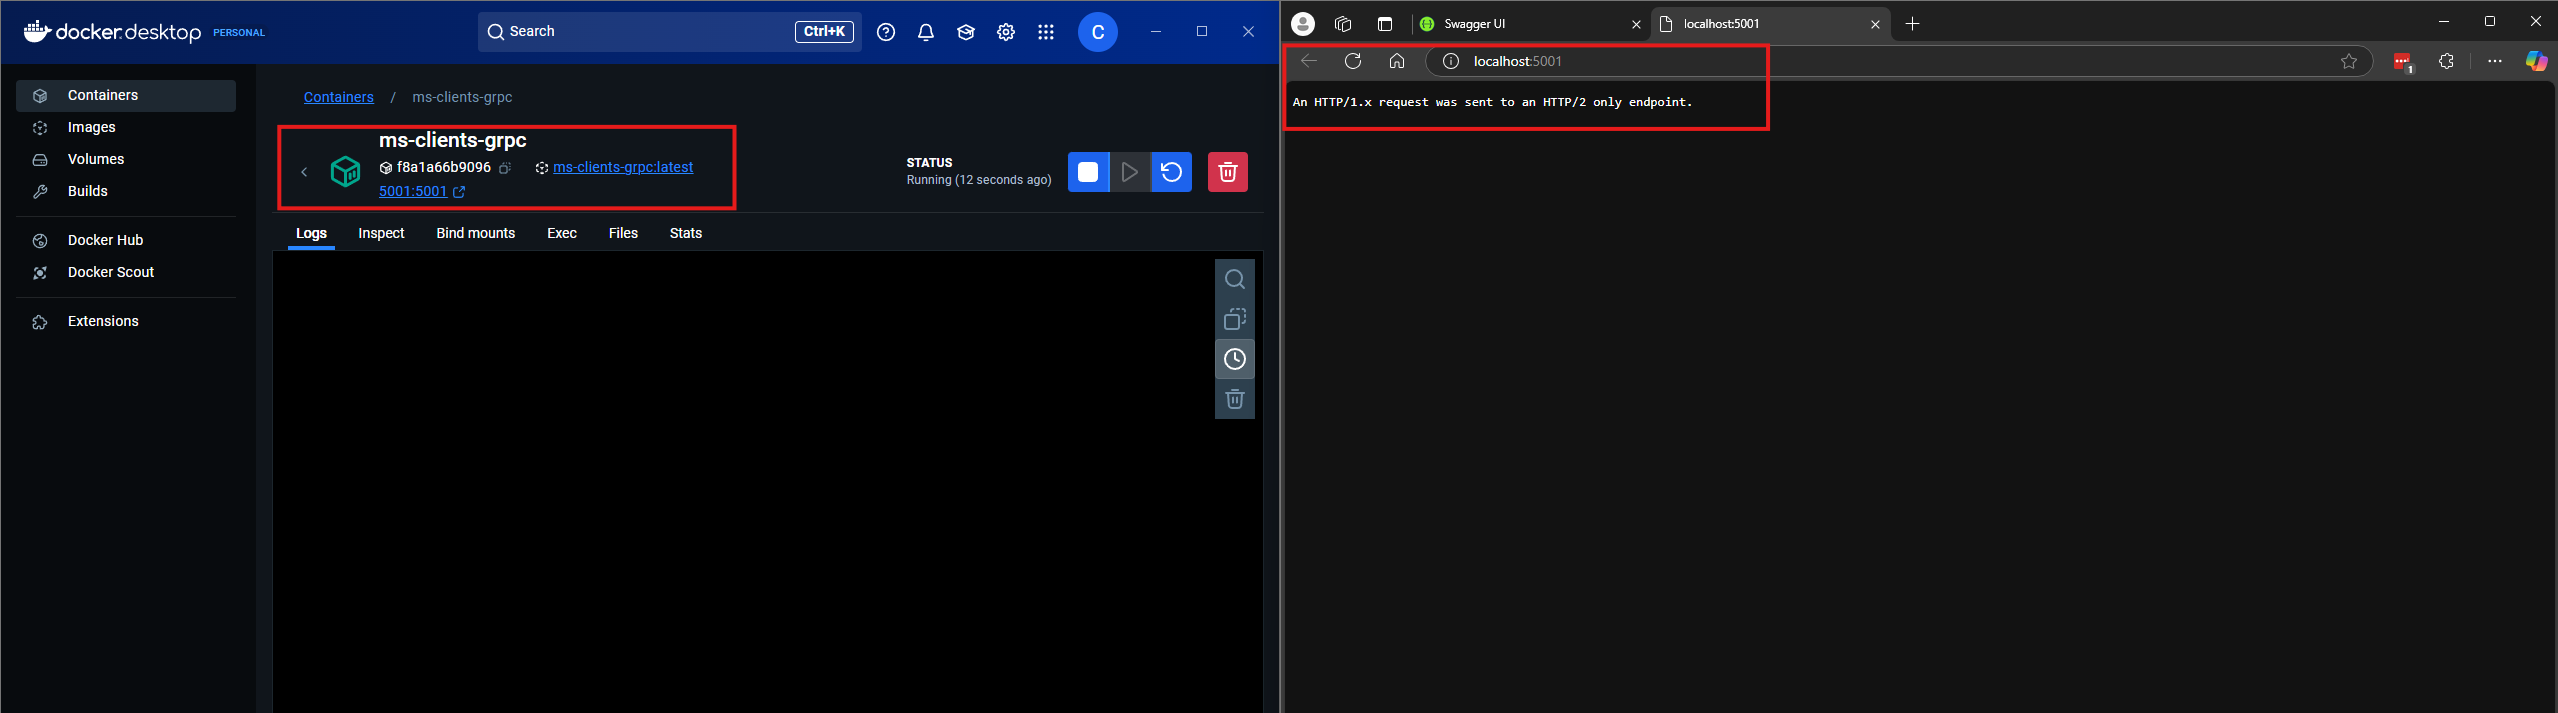 docker.desktop PERSONAL
Search
Ctrl+K
C
Containers
Images
Volumes
Builds
Docker Hub
Docker Scout
Extensions
Containers / ms-clients-grpc
ms-clients-grpc
f8a1a66b9096
ms-clients-grpc:latest
5001:5001
STATUS
Running (12 seconds ago)
Logs
Inspect
Bind mounts
Exec
Files
Stats
Swagger UI
localhost:5001
localhost:5001
1
An HTTP/1.x request was sent to an HTTP/2 only endpoint.